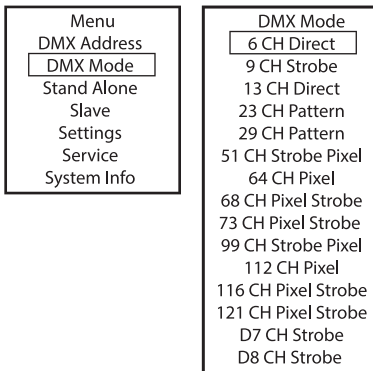 Menu
DMX Address
DMX Mode
Stand Alone
Slave
Settings
Service
System Info
DMX Mode
6 CH Direct
9 CH Strobe
13 CH Direct
23 CH Pattern
29 CH Pattern
51 CH Strobe Pixel
64 CH Pixel
68 CH Pixel Strobe
73 CH Pixel Strobe
99 CH Strobe Pixel
112 CH Pixel
116 CH Pixel Strobe
121 CH Pixel Strobe
D7 CH Strobe
D8 CH Strobe